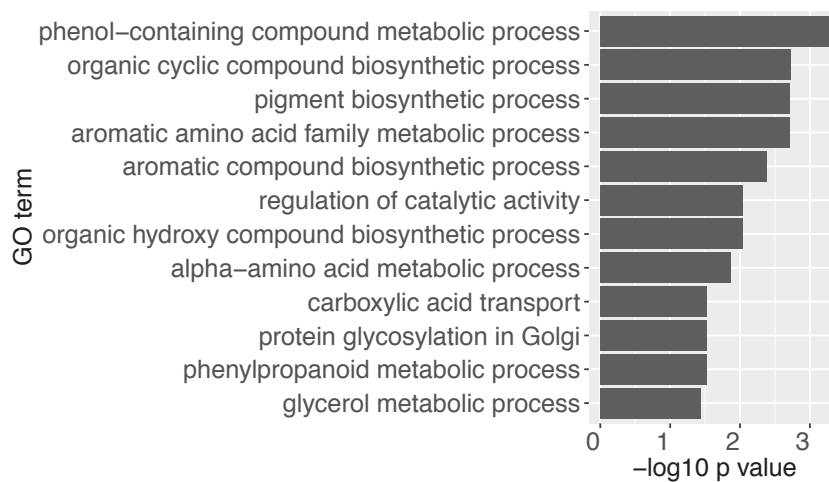 phenol−containing compound metabolic process
organic cyclic compound biosynthetic process
pigment biosynthetic process
aromatic amino acid family metabolic process
aromatic compound biosynthetic process
regulation of catalytic activity
organic hydroxy compound biosynthetic process
alpha−amino acid metabolic process
carboxylic acid transport
protein glycosylation in Golgi
phenylpropanoid metabolic process
glycerol metabolic process
GO term
0 1 2 3
−log10 p value